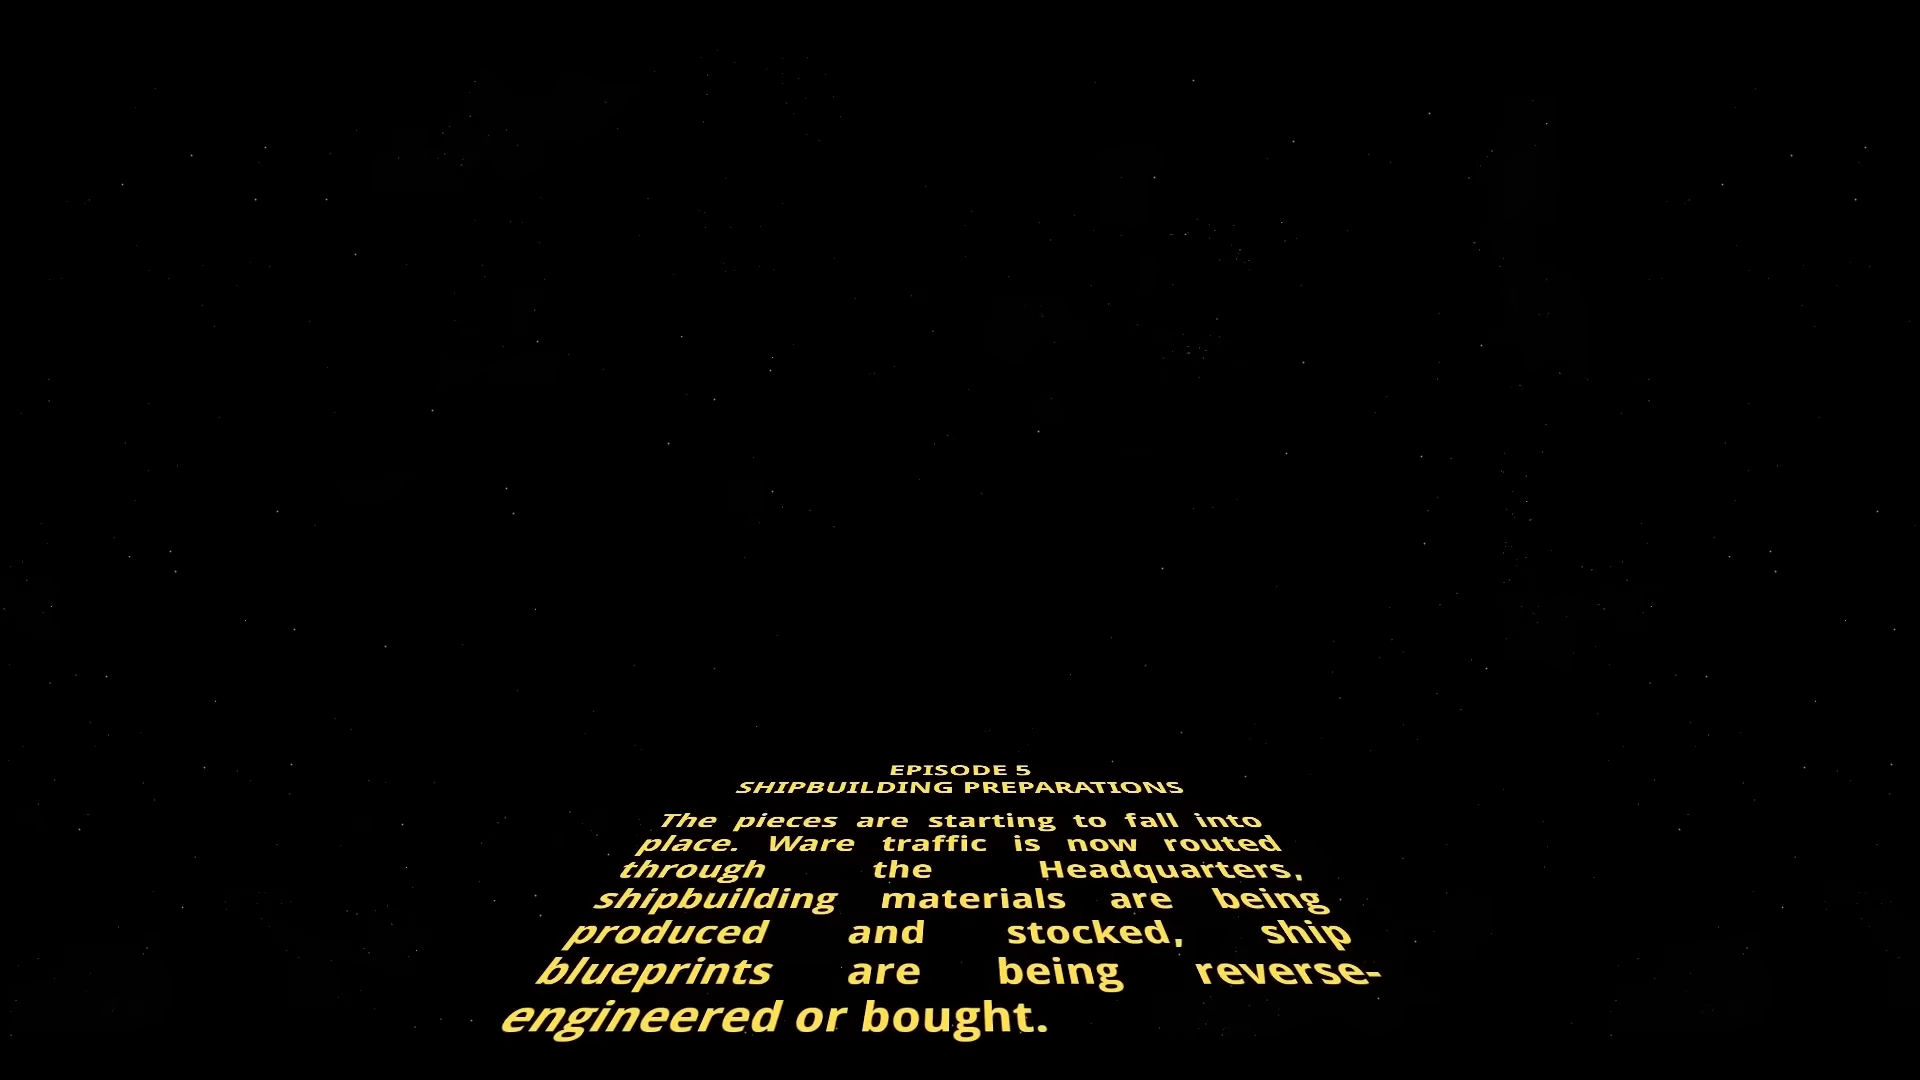 EPISODE 5
SHIPBUILDING PREPARATIONS
The pieces are starting to fall into
place. Ware traffic is now routed
through the Headquarters,
shipbuilding materials are being
produced and stocked, ship
blueprints are being reverse-
engineered or bought.